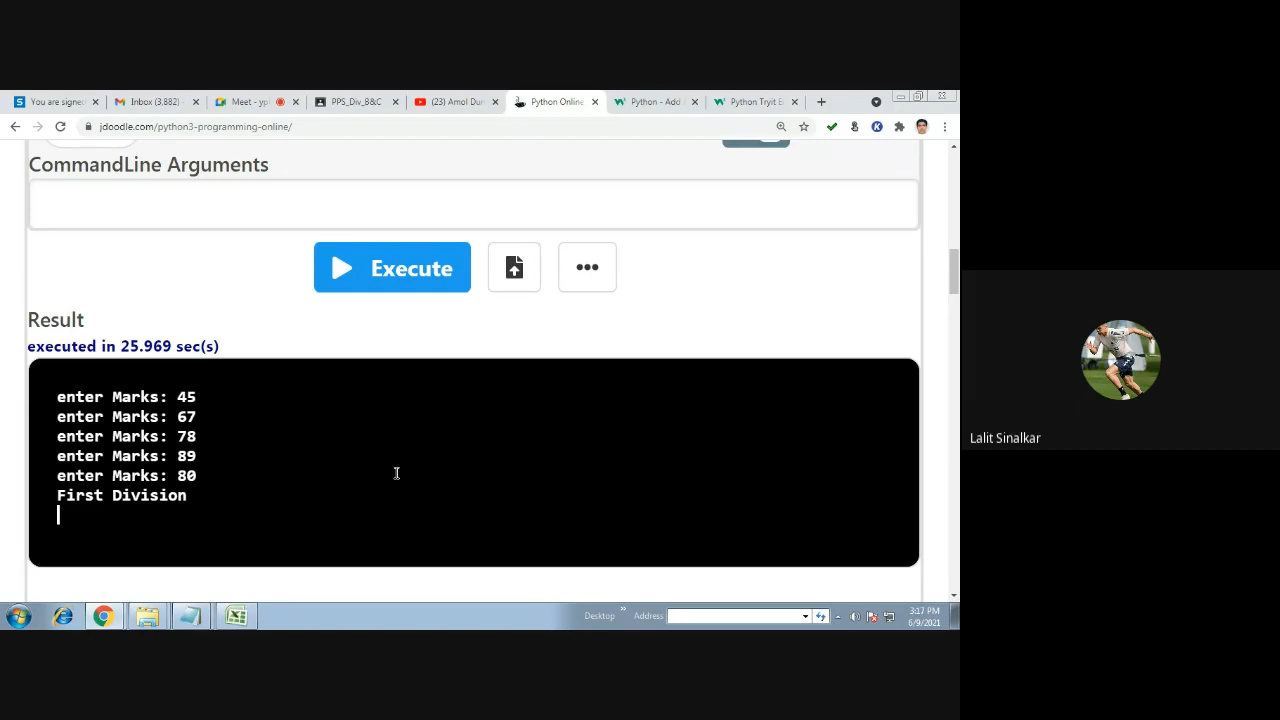 You are signe
Inbox (3,882)
Meet - yp
PPS_Div_B&C
(23) Amol Dur
Python Online
Python - Add
Python Tryit E
jdoodle.com/python3-programming-online/
CommandLine Arguments
Execute
Result
executed in 25.969 sec(s)
enter Marks: 45
enter Marks: 67
enter Marks: 78
enter Marks: 89
enter Marks: 80
First Division
Lalit Sinalkar
Desktop
Address
3:17 PM
6/9/2021